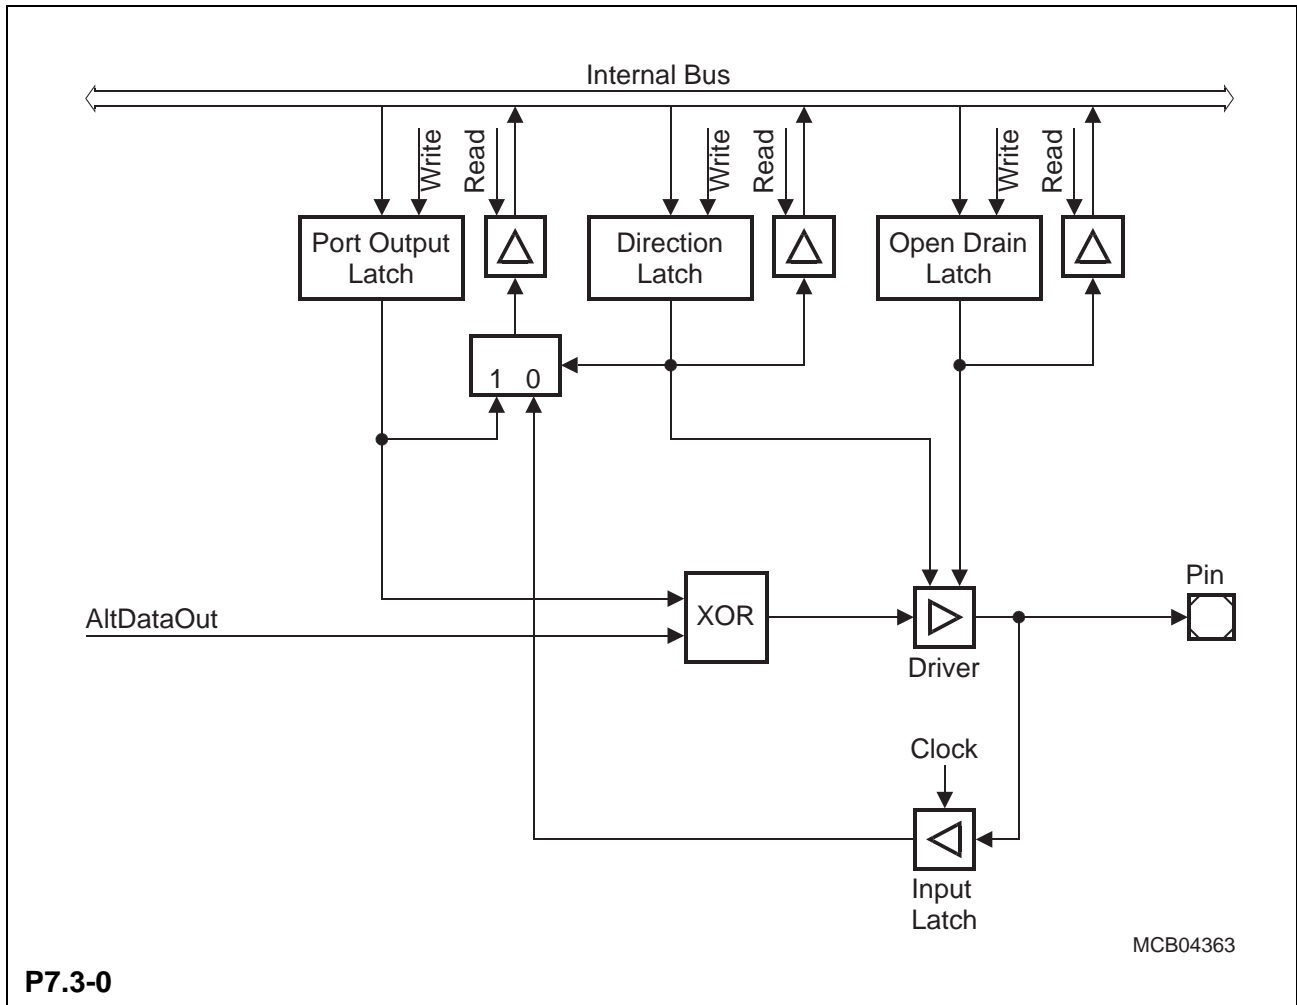 Internal Bus
Write
Read
Write
Read
Write
Read
Port Output
Latch
Direction
Latch
Open Drain
Latch
1 0
AltDataOut
XOR
Pin
Driver
Clock
Input
Latch
MCB04363
P7.3-0